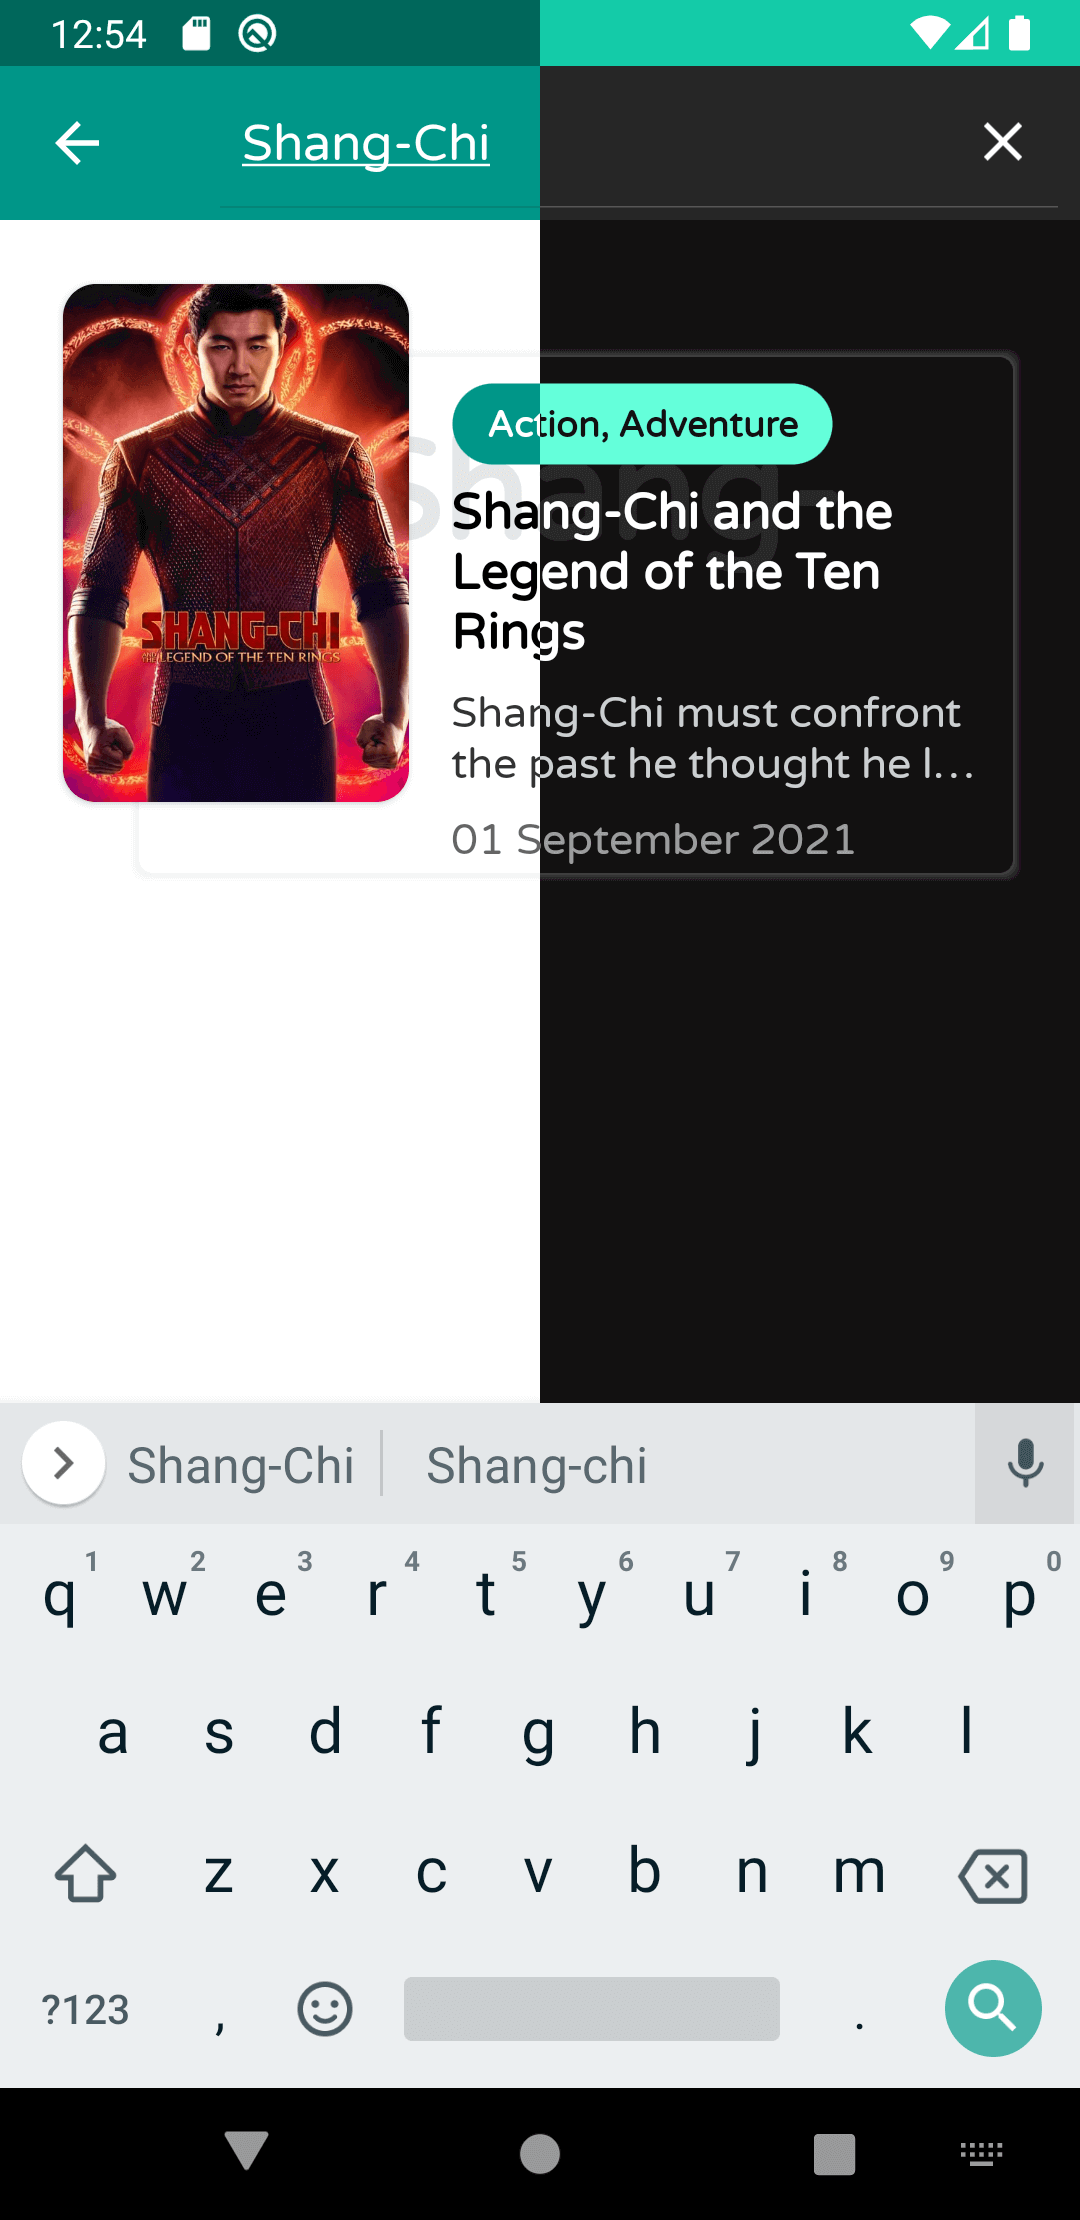 12:54
Shang-Chi
Action, Adventure
Shang-
Shang-Chi and the
Legend of the Ten
Rings
SHANG-CHI
AND THE LEGEND OF THE TEN RINGS
Shang-Chi must confront
the past he thought he l…
01 September 2021
Shang-Chi Shang-chi
1 2 3 4 5 6 7 8 9 0
q w e r t y u i o p
a s d f g h j k l
z x c v b n m
?123 , .